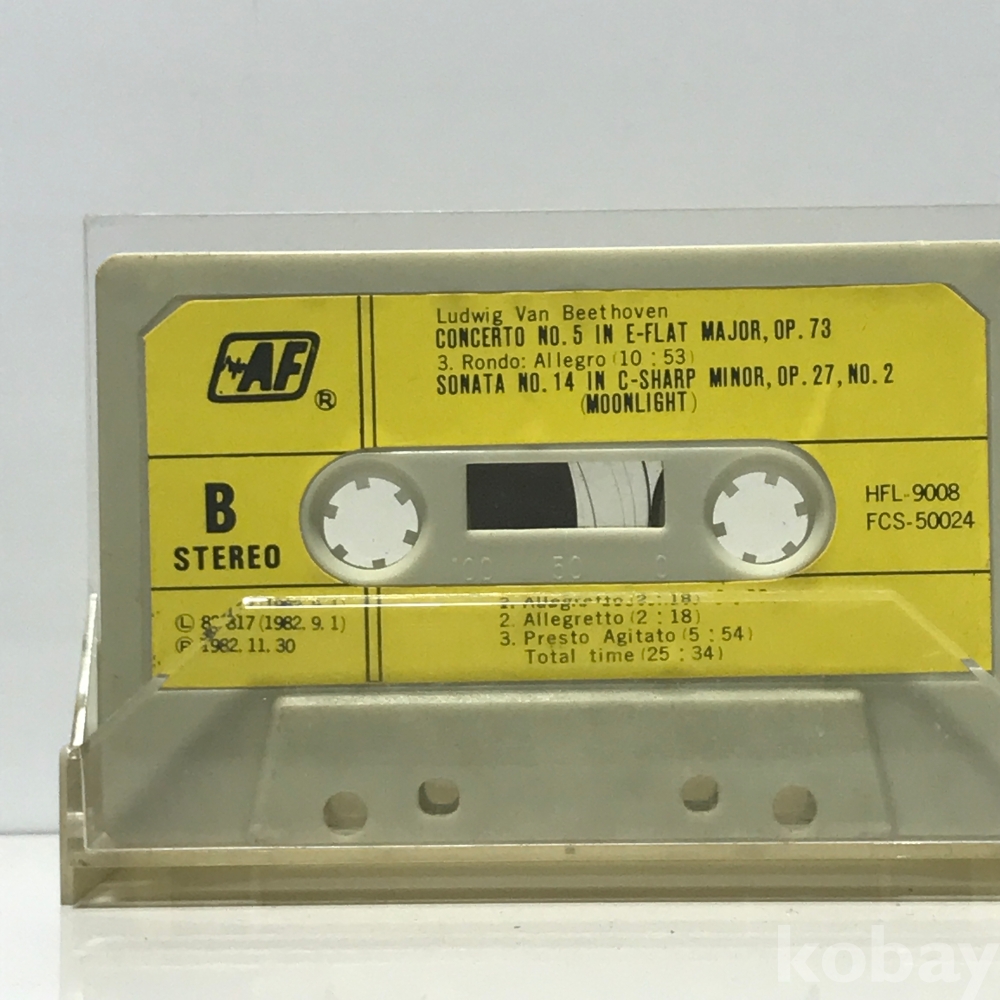 AF
®
Ludwig Van Beethoven
CONCERTO NO. 5 IN E-FLAT MAJOR, OP. 73
3. Rondo: Allegro (10 : 53)
SONATA NO. 14 IN C-SHARP MINOR, OP. 27, NO. 2
(MOONLIGHT)
B
STEREO
HFL-9008
FCS-50024
100 50 0
Ⓛ 317 (1982. 9. 1)
Ⓟ 1982. 11. 30
2. Allegretto (2 : 18)
3. Presto Agitato (5 : 54)
Total time (25 : 34)
kobay